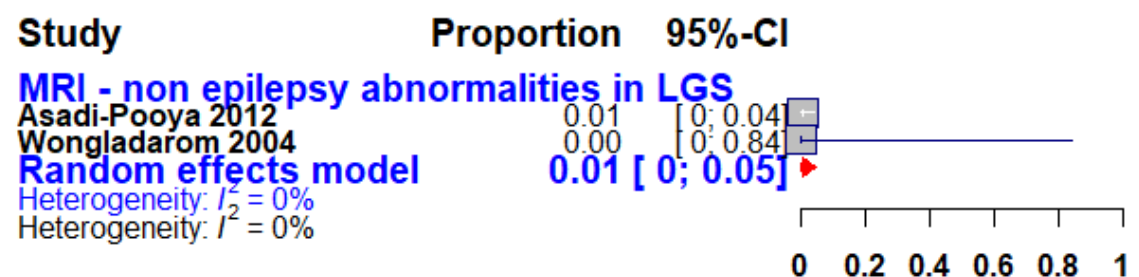 Study Proportion 95%-CI
MRI - non epilepsy abnormalities in LGS
Asadi-Pooya 2012 0.01 [ 0; 0.04]
Wongladarom 2004 0.00 [ 0; 0.84]
Random effects model 0.01 [ 0; 0.05]
Heterogeneity: I² = 0%
Heterogeneity: I² = 0%
0 0.2 0.4 0.6 0.8 1